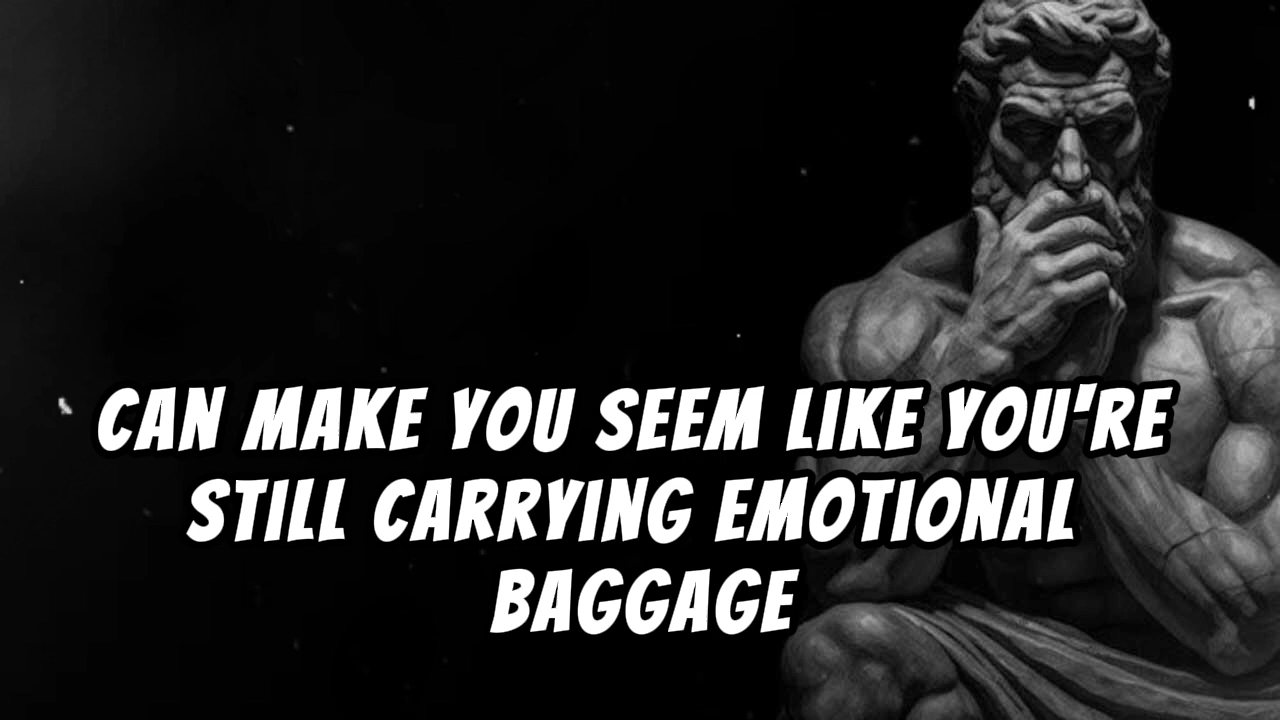 CAN MAKE YOU SEEM LIKE YOU'RE
STILL CARRYING EMOTIONAL
BAGGAGE